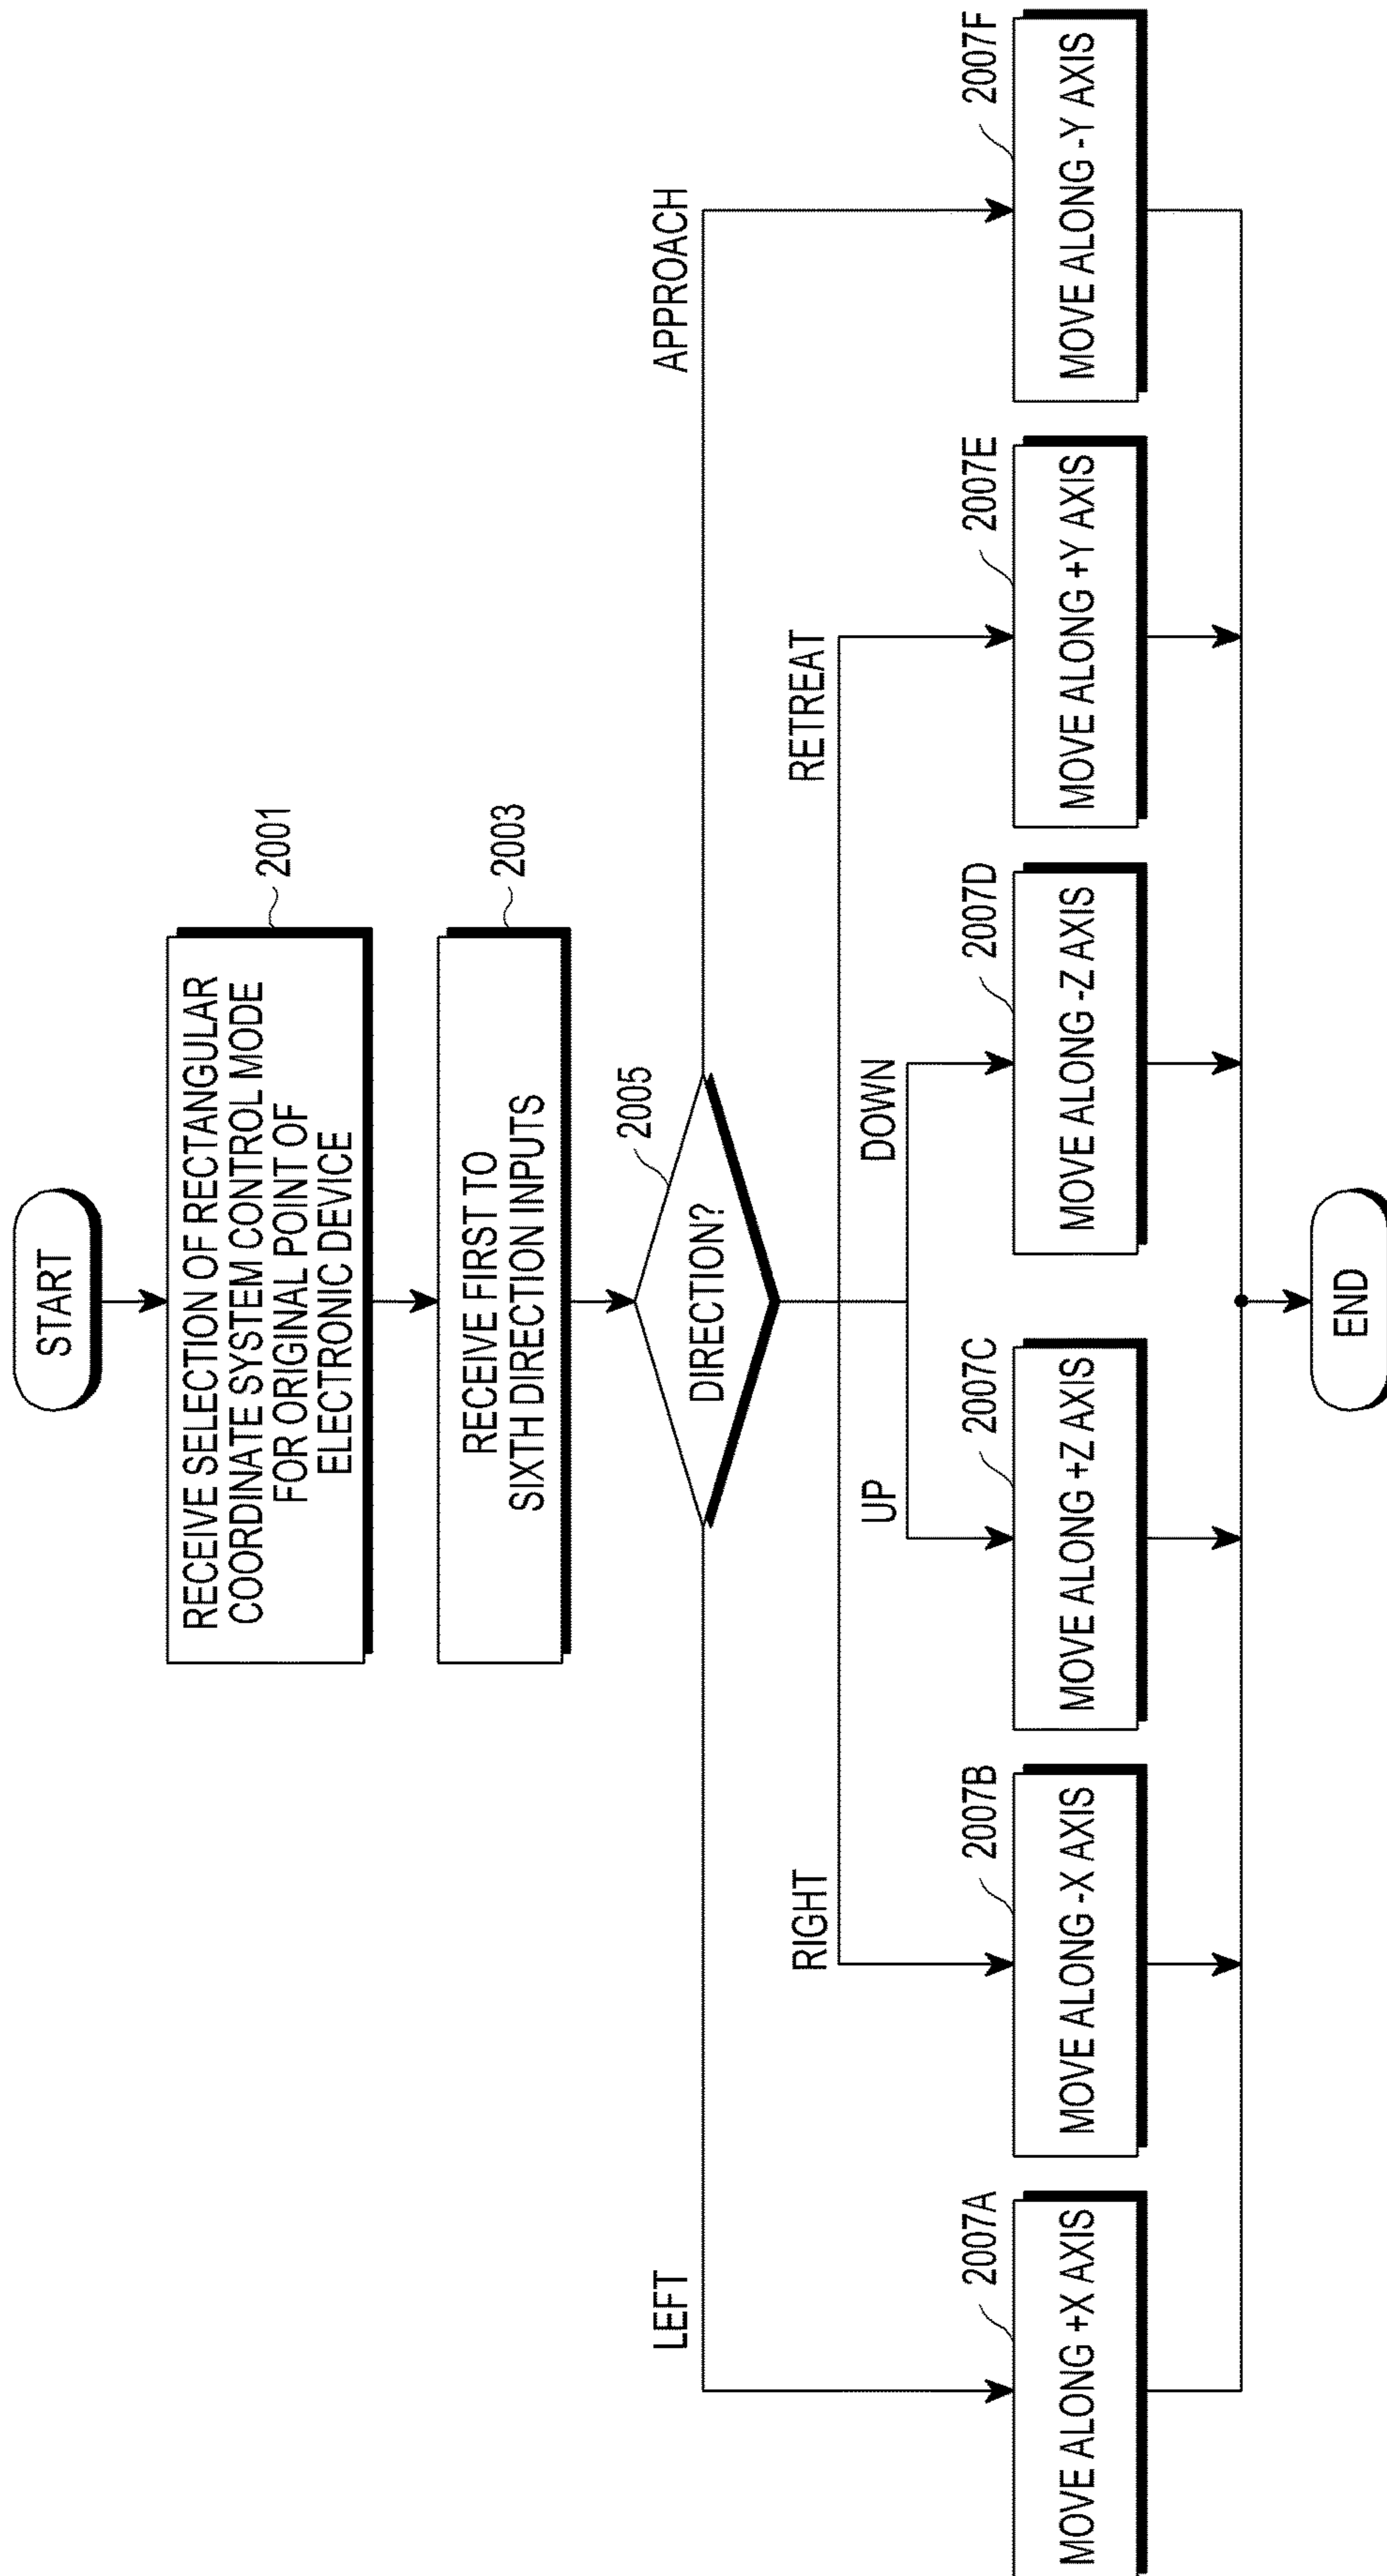 START
RECEIVE SELECTION OF RECTANGULAR
COORDINATE SYSTEM CONTROL MODE
FOR ORIGINAL POINT OF
ELECTRONIC DEVICE
2001
RECEIVE FIRST TO
SIXTH DIRECTION INPUTS
2003
DIRECTION?
2005
LEFT
RIGHT
UP
DOWN
RETREAT
APPROACH
2007A
MOVE ALONG +X AXIS
2007B
MOVE ALONG -X AXIS
2007C
MOVE ALONG +Z AXIS
2007D
MOVE ALONG -Z AXIS
2007E
MOVE ALONG +Y AXIS
2007F
MOVE ALONG -Y AXIS
END